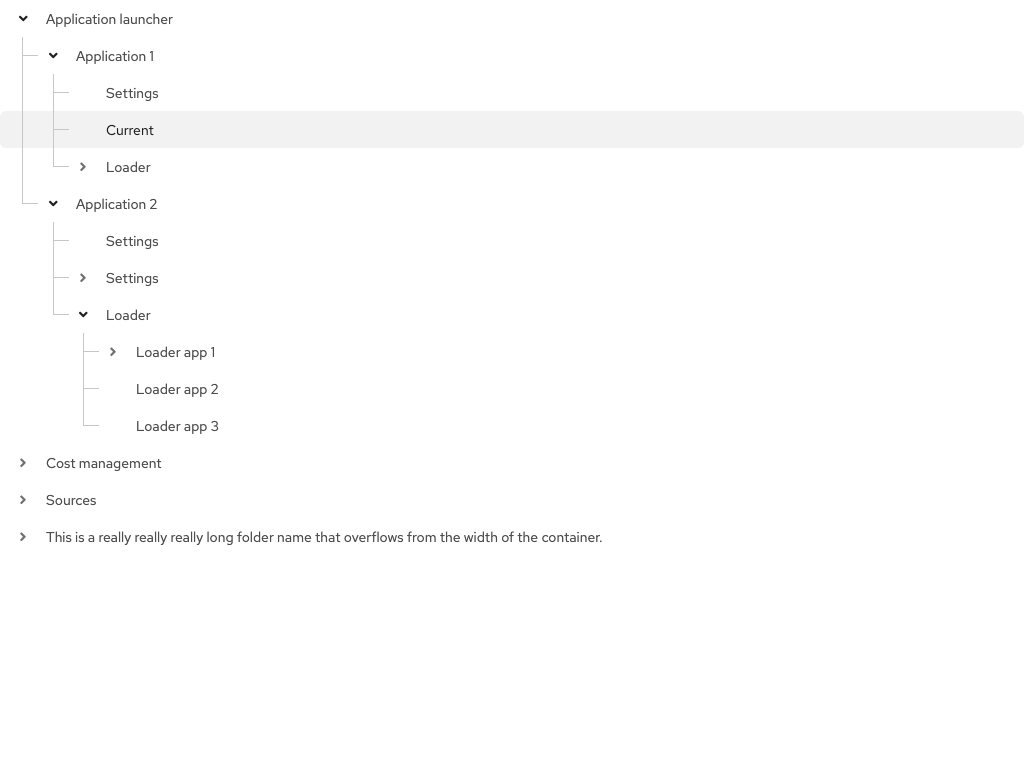 Application launcher
Application 1
Settings
Current
Loader
Application 2
Settings
Settings
Loader
Loader app 1
Loader app 2
Loader app 3
Cost management
Sources
This is a really really really long folder name that overflows from the width of the container.